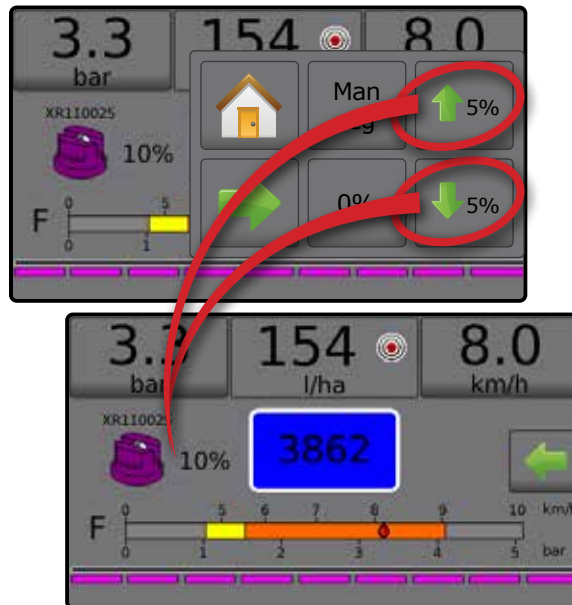 3.3 154 8.0
bar
XR110025
10%
Man
5%
0%
5%
0 5
F
0 1
3.3 154 8.0
bar l/ha km/h
XR110025
10%
3862
0 5 6 7 8 9 10 km/h
F
0 1 2 3 4 5 bar